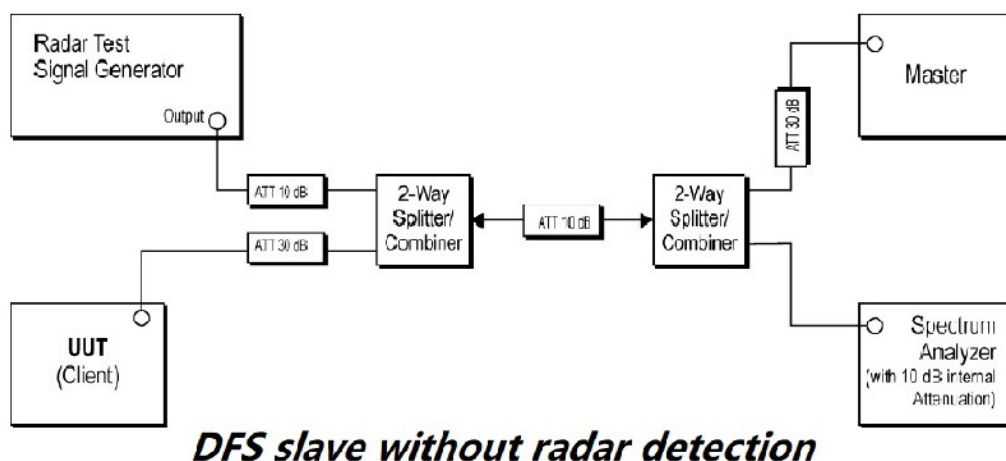 Radar Test
Signal Generator
Output
Master
ATT 30 dB
ATT 10 dB
2-Way
Splitter/
Combiner
ATT 10 dB
2-Way
Splitter/
Combiner
ATT 30 dB
UUT
(Client)
Spectrum
Analyzer
(with 10 dB internal
Attenuation)
DFS slave without radar detection